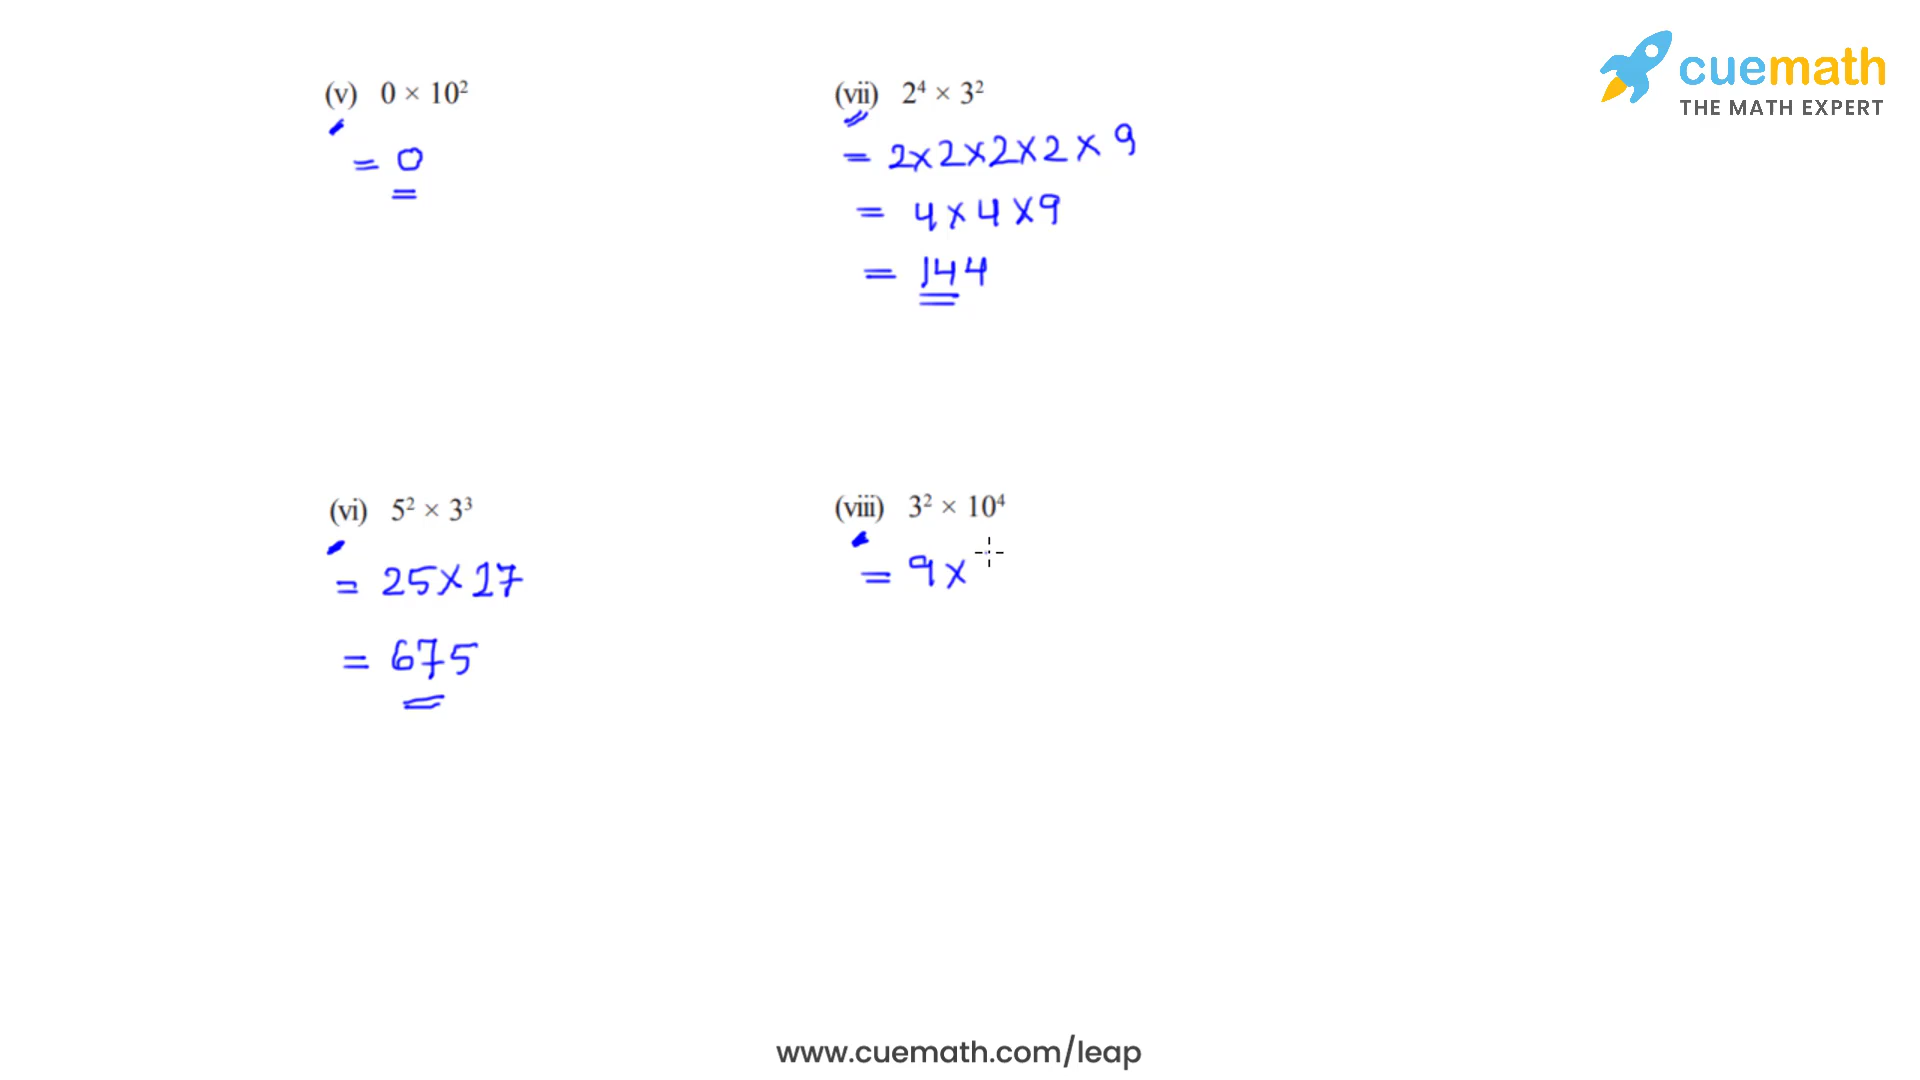 cuemath
THE MATH EXPERT
(v) 0 × 10²
= 0
(vi) 5² × 3³
= 25 × 27
= 675
(vii) 2⁴ × 3²
= 2 × 2 × 2 × 2 × 9
= 4 × 4 × 9
= 144
(viii) 3² × 10⁴
= 9 ×
www.cuemath.com/leap